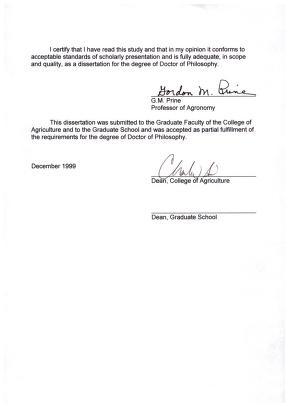 I certify that I have read this study and that in my opinion it conforms to
acceptable standards of scholarly presentation and is fully adequate, in scope
and quality, as a dissertation for the degree of Doctor of Philosophy.
Gordon M. Prine
G.M. Prine
Professor of Agronomy
This dissertation was submitted to the Graduate Faculty of the College of
Agriculture and to the Graduate School and was accepted as partial fulfillment of
the requirements for the degree of Doctor of Philosophy.
December 1999
Dean, College of Agriculture
Dean, Graduate School